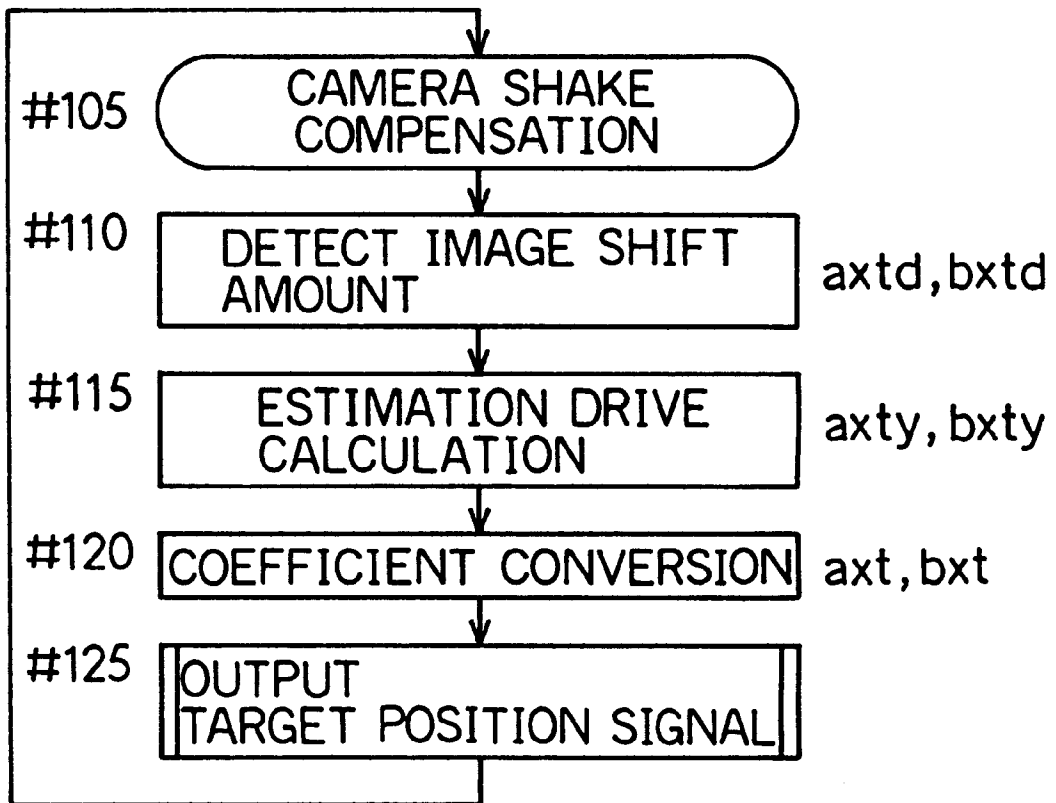 #105
CAMERA SHAKE
COMPENSATION
#110
DETECT IMAGE SHIFT
AMOUNT
axtd, bxtd
#115
ESTIMATION DRIVE
CALCULATION
axty, bxty
#120
COEFFICIENT CONVERSION
axt, bxt
#125
OUTPUT
TARGET POSITION SIGNAL